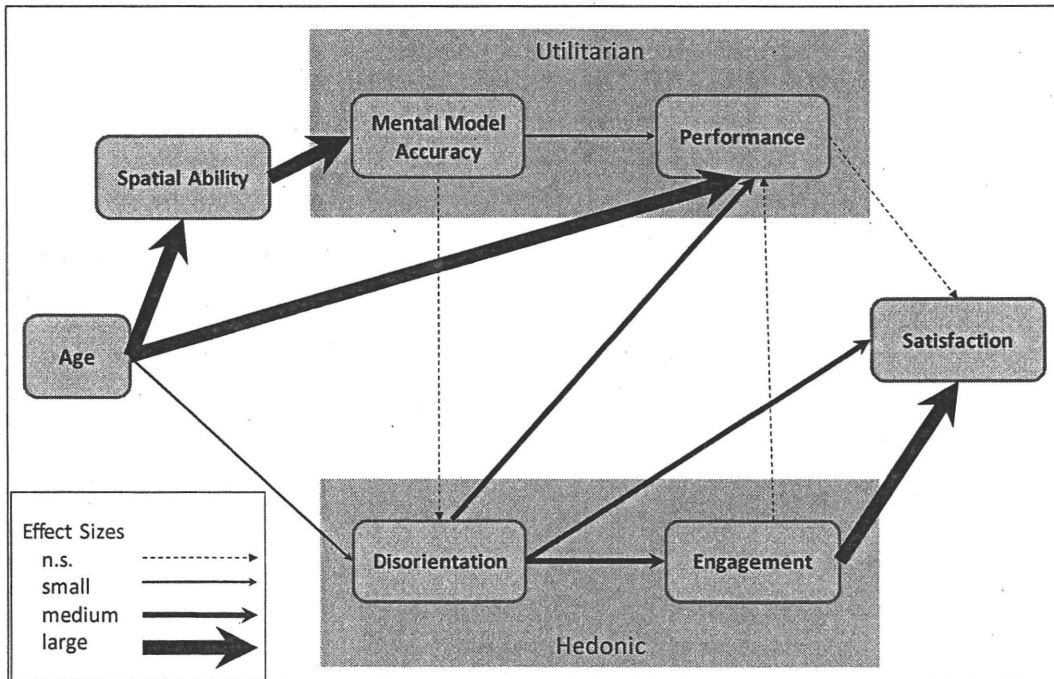 Utilitarian
Mental Model
Accuracy
Performance
Spatial Ability
Age
Satisfaction
Effect Sizes
n.s.
small
medium
large
Disorientation
Engagement
Hedonic